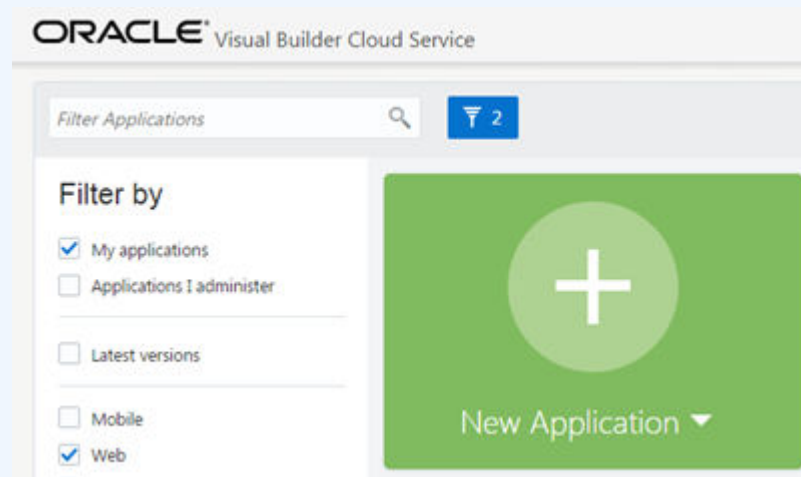 ORACLE Visual Builder Cloud Service
Filter Applications
2
Filter by
My applications
Applications I administer
Latest versions
Mobile
Web
New Application